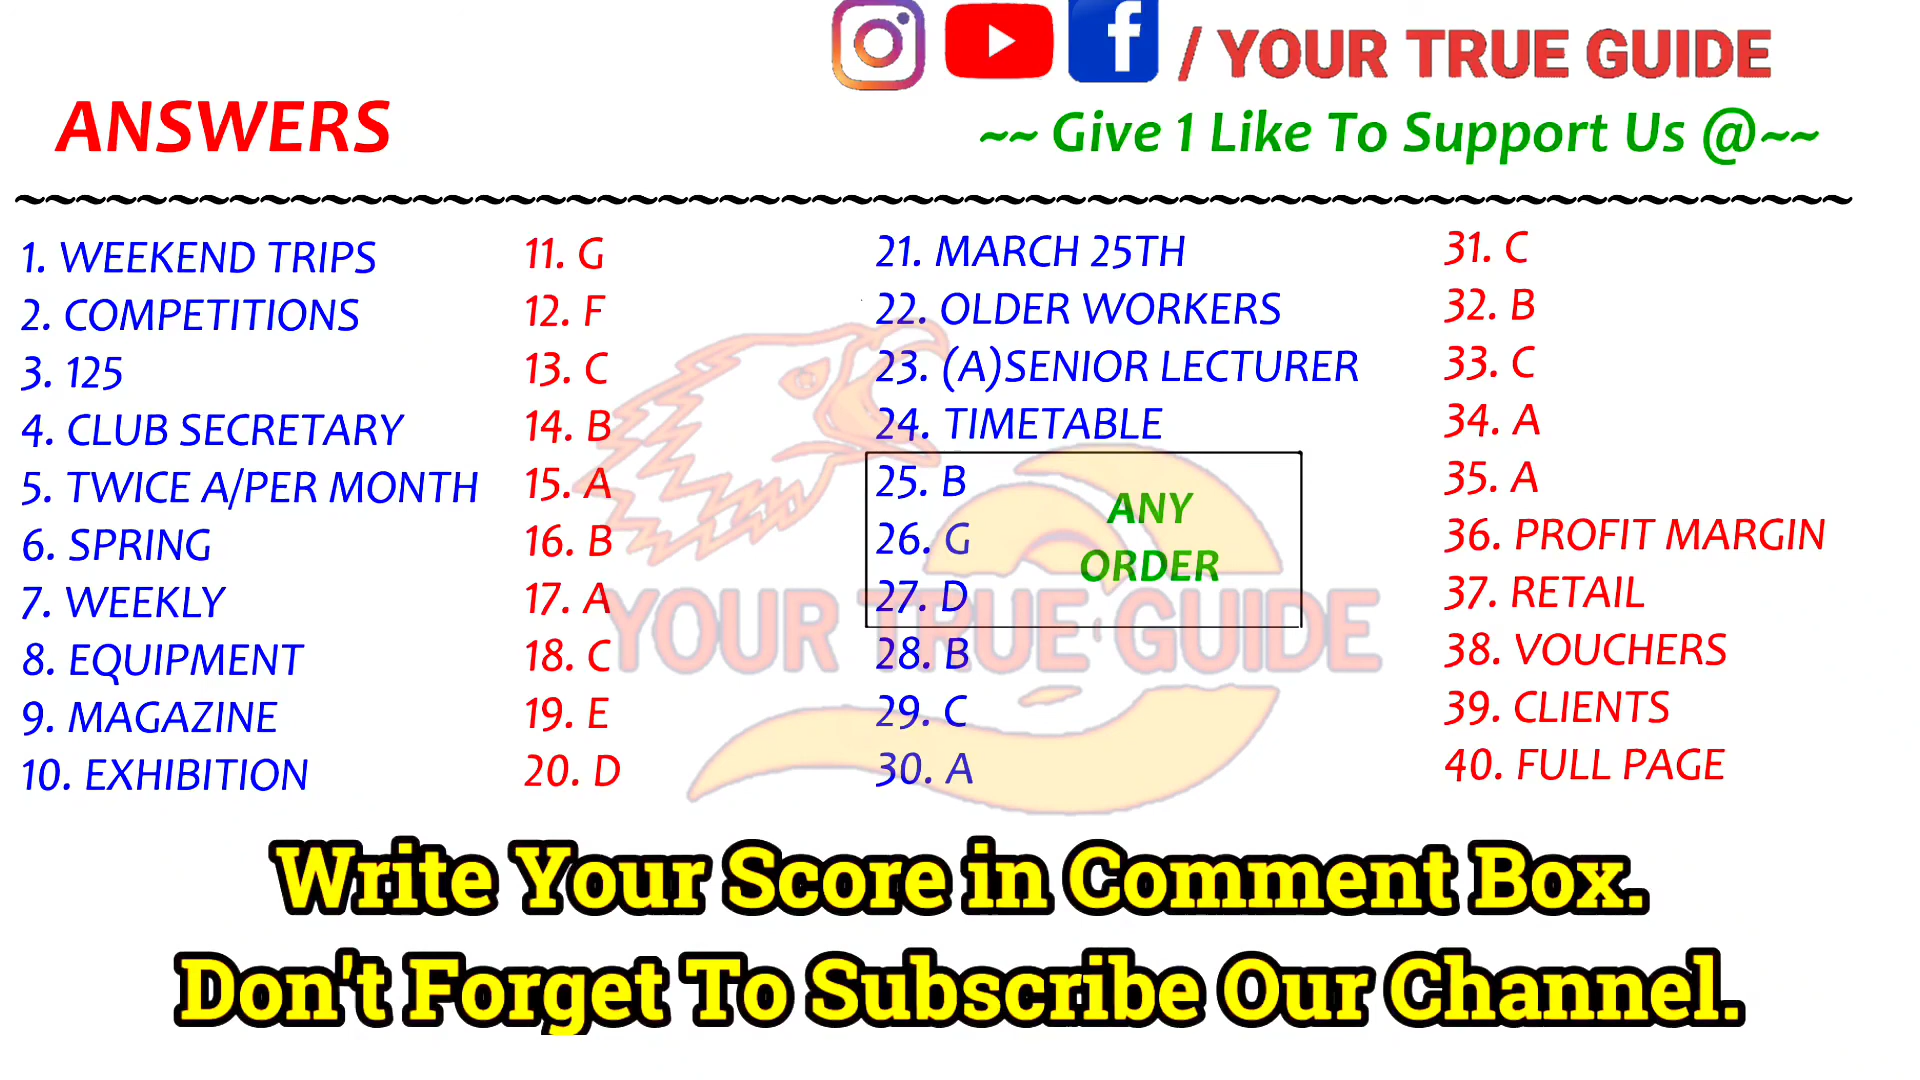 / YOUR TRUE GUIDE
ANSWERS
~~ Give 1 Like To Support Us @~~
1. WEEKEND TRIPS
2. COMPETITIONS
3. 125
4. CLUB SECRETARY
5. TWICE A/PER MONTH
6. SPRING
7. WEEKLY
8. EQUIPMENT
9. MAGAZINE
10. EXHIBITION
11. G
12. F
13. C
14. B
15. A
16. B
17. A
18. C
19. E
20. D
21. MARCH 25TH
22. OLDER WORKERS
23. (A)SENIOR LECTURER
24. TIMETABLE
25. B
26. G
27. D
ANY
ORDER
28. B
29. C
30. A
31. C
32. B
33. C
34. A
35. A
36. PROFIT MARGIN
37. RETAIL
38. VOUCHERS
39. CLIENTS
40. FULL PAGE
YOUR TRUE GUIDE
Write Your Score in Comment Box.
Don't Forget To Subscribe Our Channel.